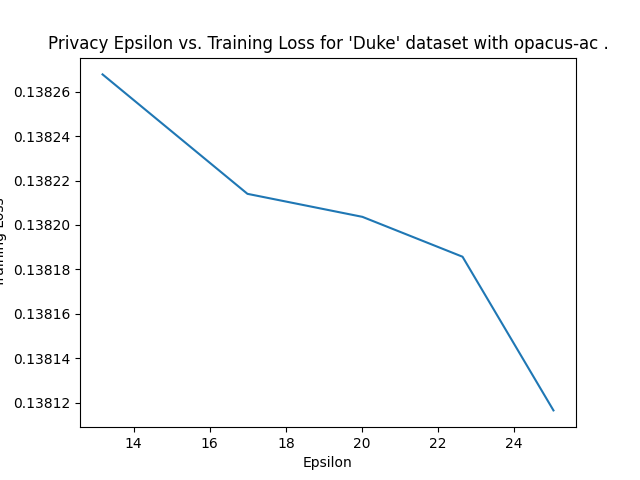 Privacy Epsilon vs. Training Loss for 'Duke' dataset with opacus-ac .
0.13826
0.13824
0.13822
0.13820
0.13818
0.13816
0.13814
0.13812
Training Loss
14 16 18 20 22 24
Epsilon